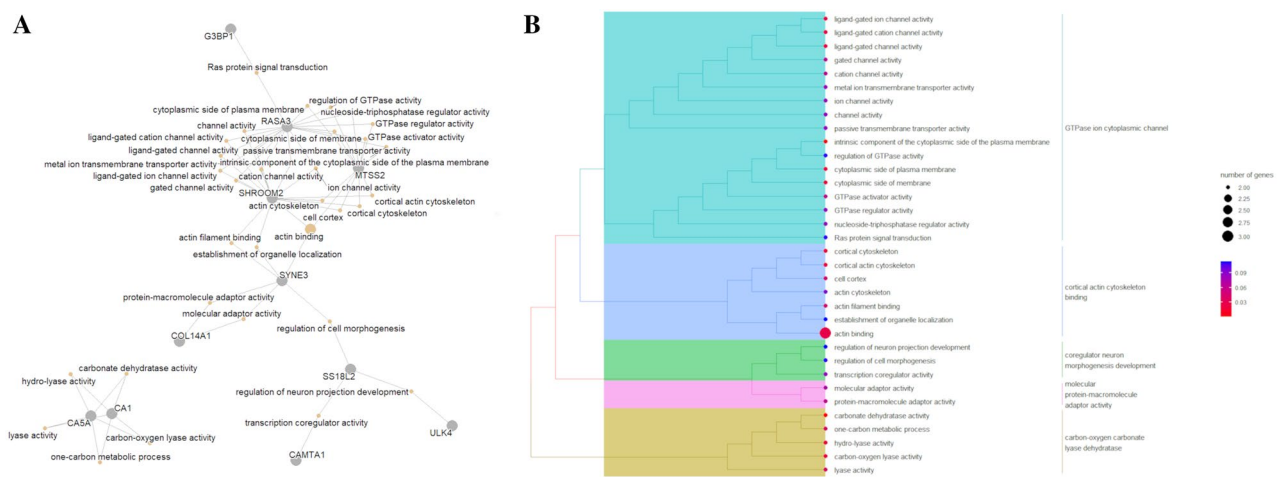 A
G3BP1
Ras protein signal transduction
regulation of GTPase activity
cytoplasmic side of plasma membrane
nucleoside-triphosphatase regulator activity
RASA3
channel activity
GTPase regulator activity
ligand-gated cation channel activity
cytoplasmic side of membrane
GTPase activator activity
ligand-gated channel activity
passive transmembrane transporter activity
metal ion transmembrane transporter activity
intrinsic component of the cytoplasmic side of the plasma membrane
ligand-gated ion channel activity
cation channel activity
MTSS2
gated channel activity
ion channel activity
SHROOM2
cortical actin cytoskeleton
actin cytoskeleton
cortical cytoskeleton
cell cortex
actin filament binding
actin binding
establishment of organelle localization
SYNE3
protein-macromolecule adaptor activity
molecular adaptor activity
regulation of cell morphogenesis
COL14A1
carbonate dehydratase activity
SS18L2
hydro-lyase activity
regulation of neuron projection development
CA1
CA5A
transcription coregulator activity
ULK4
lyase activity
carbon-oxygen lyase activity
one-carbon metabolic process
CAMTA1
B
ligand-gated ion channel activity
ligand-gated cation channel activity
ligand-gated channel activity
gated channel activity
cation channel activity
metal ion transmembrane transporter activity
ion channel activity
channel activity
passive transmembrane transporter activity
intrinsic component of the cytoplasmic side of the plasma membrane
regulation of GTPase activity
cytoplasmic side of plasma membrane
cytoplasmic side of membrane
GTPase activator activity
GTPase regulator activity
nucleoside-triphosphatase regulator activity
Ras protein signal transduction
cortical cytoskeleton
cortical actin cytoskeleton
cell cortex
actin cytoskeleton
actin filament binding
establishment of organelle localization
actin binding
regulation of neuron projection development
regulation of cell morphogenesis
transcription coregulator activity
molecular adaptor activity
protein-macromolecule adaptor activity
carbonate dehydratase activity
one-carbon metabolic process
hydro-lyase activity
carbon-oxygen lyase activity
lyase activity
GTPase ion cytoplasmic channel
cortical actin cytoskeleton
binding
coregulator neuron
morphogenesis development
molecular
protein-macromolecule
adaptor activity
carbon-oxygen carbonate
lyase dehydratase
number of genes
2.00
2.25
2.50
2.75
3.00
0.09
0.06
0.03